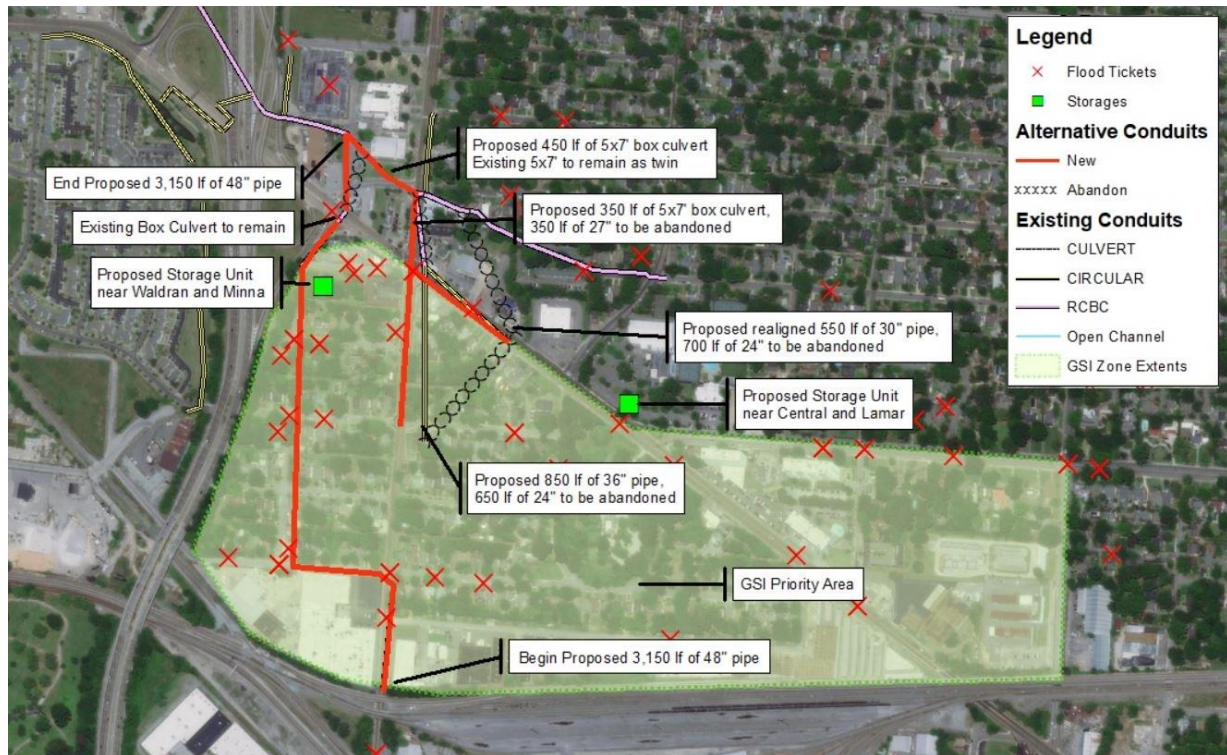 Legend
Flood Tickets
Storages
Alternative Conduits
New
Abandon
Existing Conduits
CULVERT
CIRCULAR
RCBC
Open Channel
GSI Zone Extents
Proposed 450 lf of 5x7' box culvert
Existing 5x7' to remain as twin
End Proposed 3,150 lf of 48" pipe
Proposed 350 lf of 5x7' box culvert,
350 lf of 27" to be abandoned
Existing Box Culvert to remain
Proposed Storage Unit
near Waldran and Minna
Proposed realigned 550 lf of 30" pipe,
700 lf of 24" to be abandoned
Proposed Storage Unit
near Central and Lamar
Proposed 850 lf of 36" pipe,
650 lf of 24" to be abandoned
GSI Priority Area
Begin Proposed 3,150 lf of 48" pipe